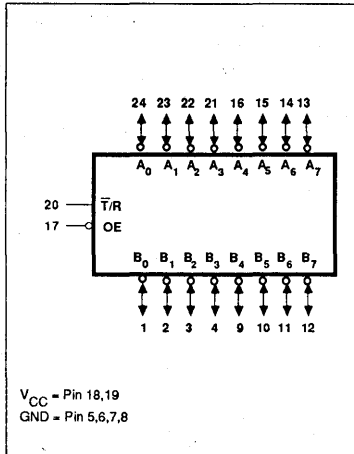 24 23 22 21 16 15 14 13
A₀ A₁ A₂ A₃ A₄ A₅ A₆ A₇
20 T̅/R
17 OE
B₀ B₁ B₂ B₃ B₄ B₅ B₆ B₇
1 2 3 4 9 10 11 12
V_CC = Pin 18,19
GND = Pin 5,6,7,8